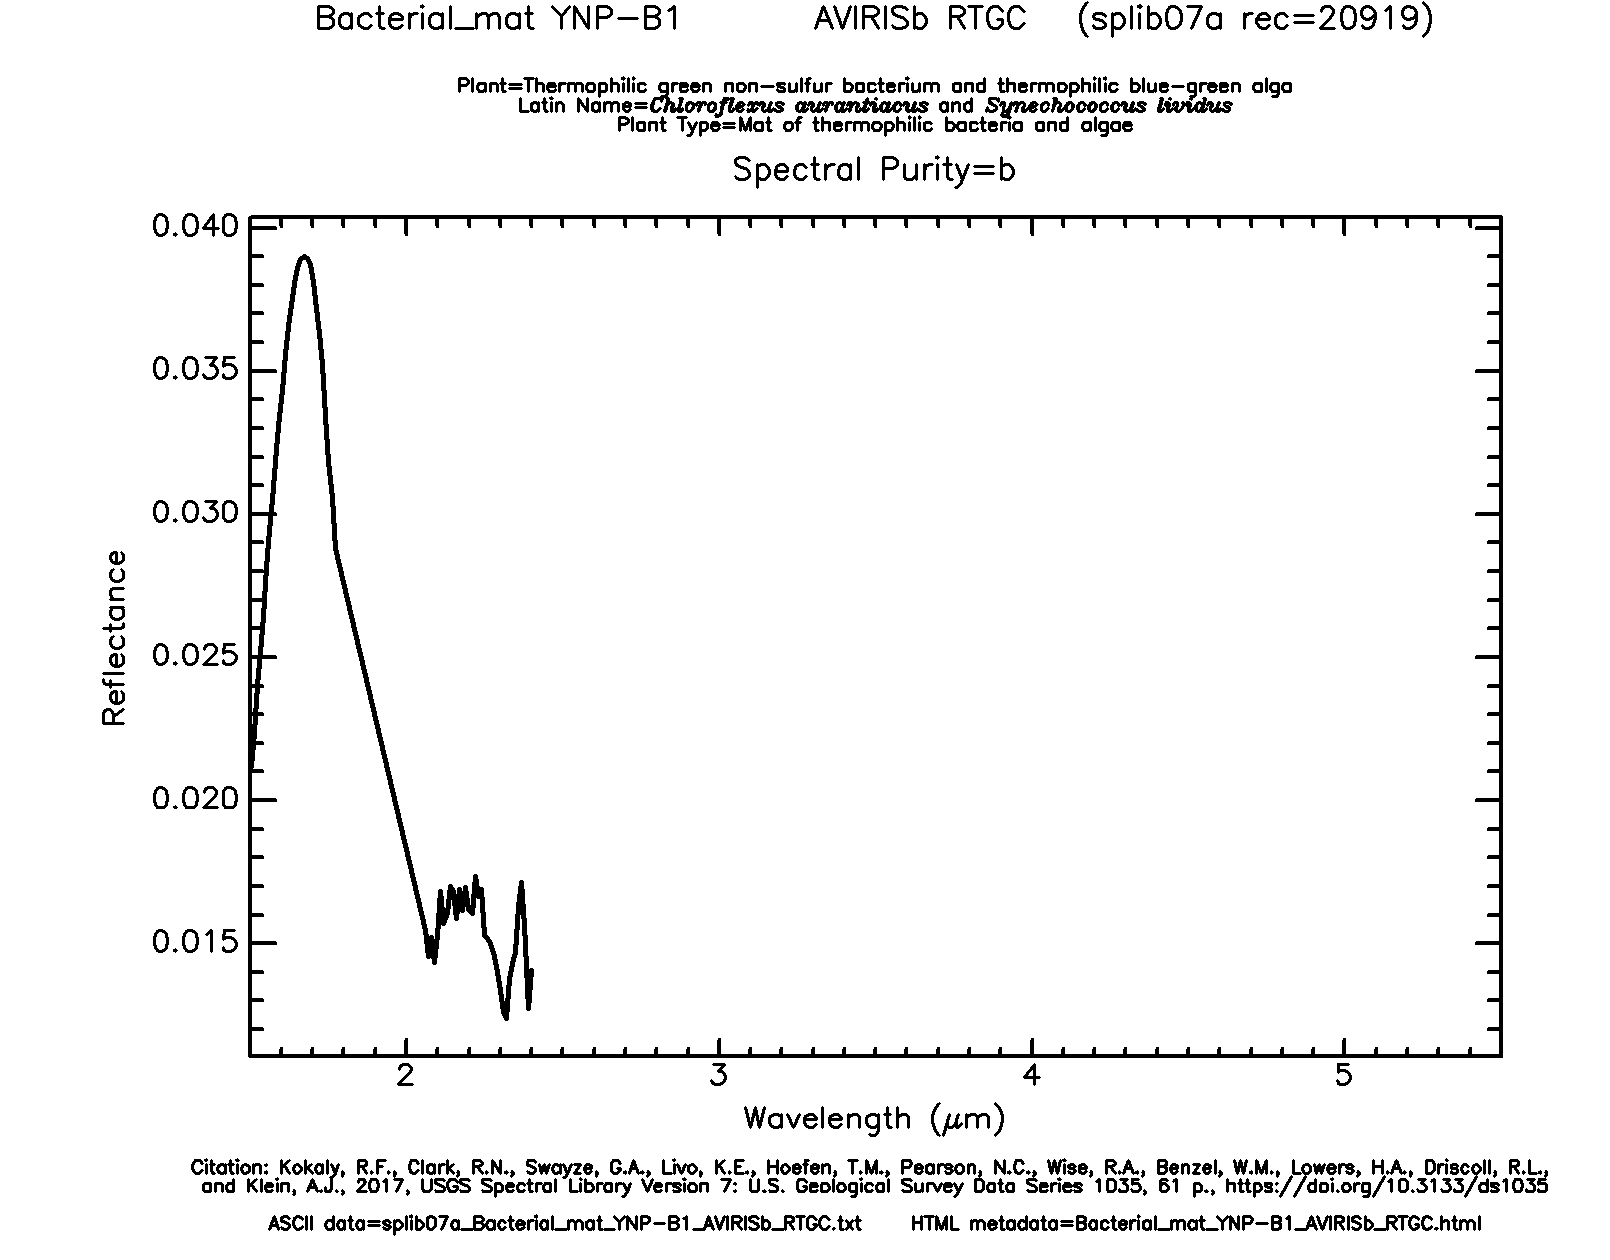 Bacterial_mat YNP-B1 AVIRISb RTGC (splib07a rec=20919)
Plant=Thermophilic green non-sulfur bacterium and thermophilic blue-green alga
Latin Name=Chloroflexus aurantiacus and Synechococcus lividus
Plant Type=Mat of thermophilic bacteria and algae
Spectral Purity=b
0.040
0.035
0.030
0.025
0.020
0.015
Reflectance
2 3 4 5
Wavelength (μm)
Citation: Kokaly, R.F., Clark, R.N., Swayze, G.A., Livo, K.E., Hoefen, T.M., Pearson, N.C., Wise, R.A., Benzel, W.M., Lowers, H.A., Driscoll, R.L.,
and Klein, A.J., 2017, USGS Spectral Library Version 7: U.S. Geological Survey Data Series 1035, 61 p., https://doi.org/10.3133/ds1035
ASCII data=splib07a_Bacterial_mat_YNP-B1_AVIRISb_RTGC.txt HTML metadata=Bacterial_mat_YNP-B1_AVIRISb_RTGC.html